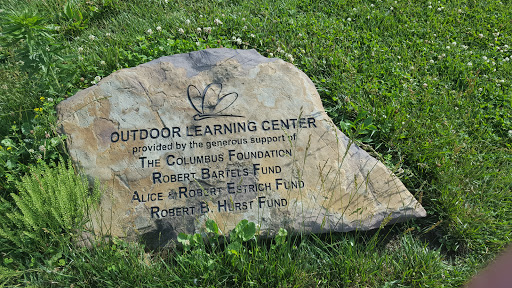 OUTDOOR LEARNING CENTER
provided by the generous support of
THE COLUMBUS FOUNDATION
ROBERT BARTELS FUND
ALICE & ROBERT ESTRICH FUND
ROBERT B. HURST FUND